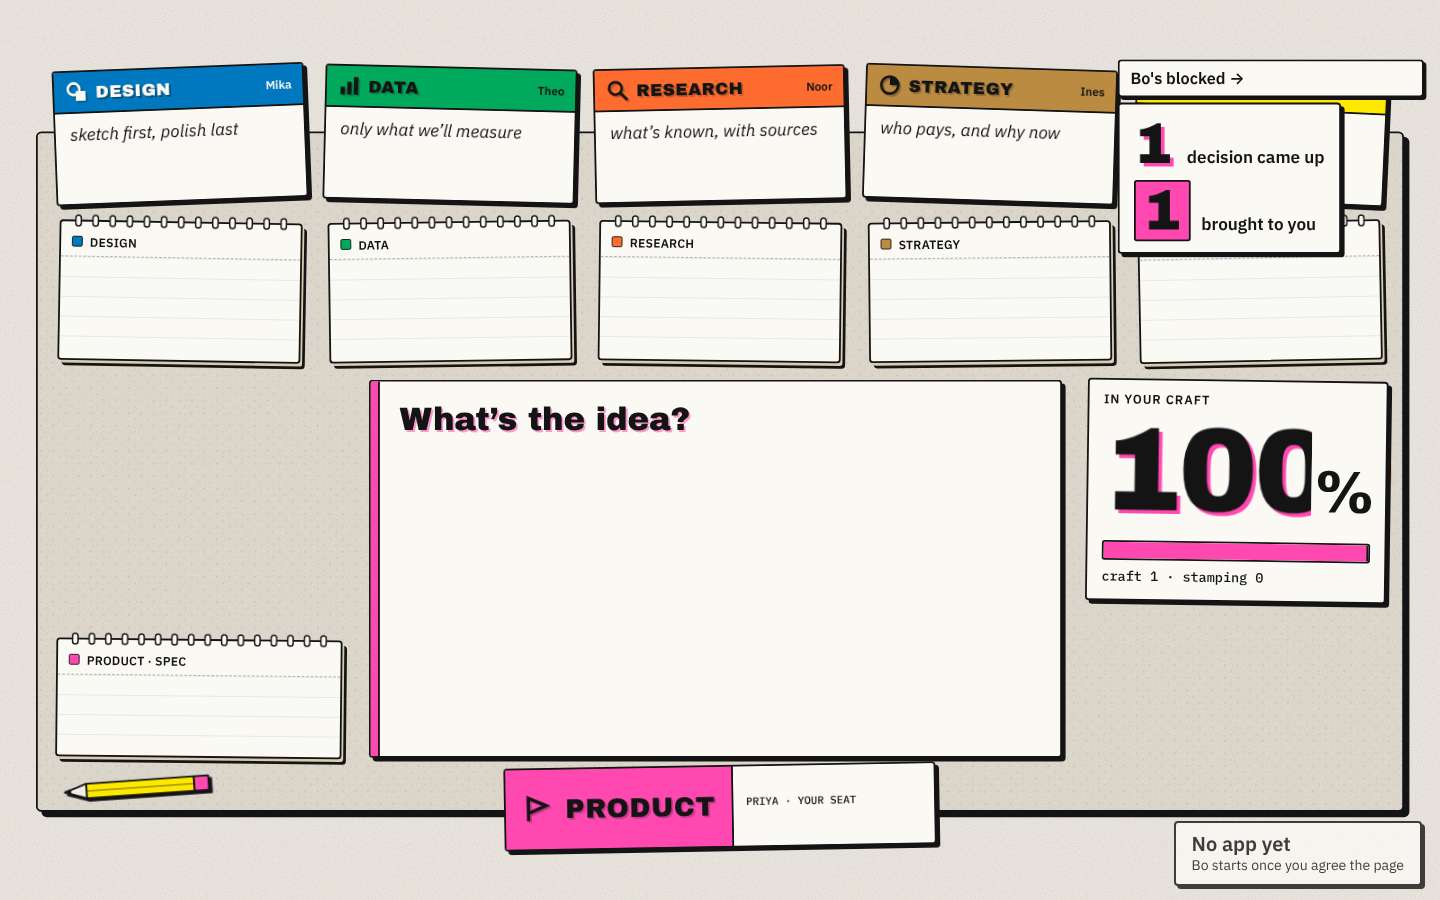 DESIGN
Mika
sketch first, polish last
DATA
Theo
only what we'll measure
RESEARCH
Noor
what's known, with sources
STRATEGY
Ines
who pays, and why now
Bo's blocked →
1 decision came up
1 brought to you
DESIGN
DATA
RESEARCH
STRATEGY
What's the idea?
IN YOUR CRAFT
100%
craft 1 · stamping 0
PRODUCT · SPEC
PRODUCT
PRIYA · YOUR SEAT
No app yet
Bo starts once you agree the page